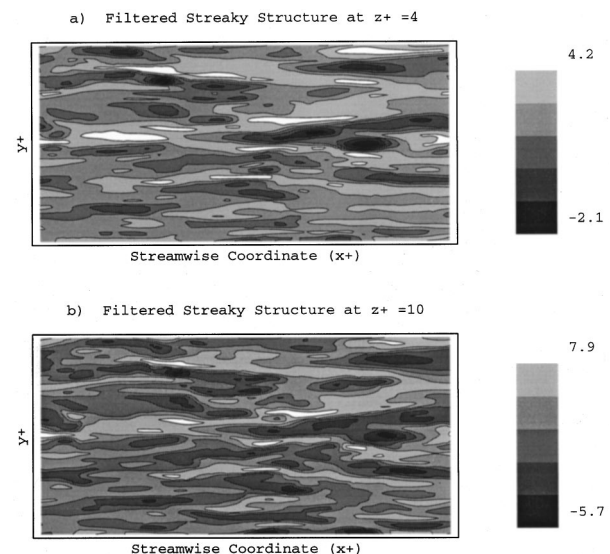 a) Filtered Streaky Structure at z+ =4
4.2
y+
-2.1
Streamwise Coordinate (x+)
b) Filtered Streaky Structure at z+ =10
7.9
y+
-5.7
Streamwise Coordinate (x+)